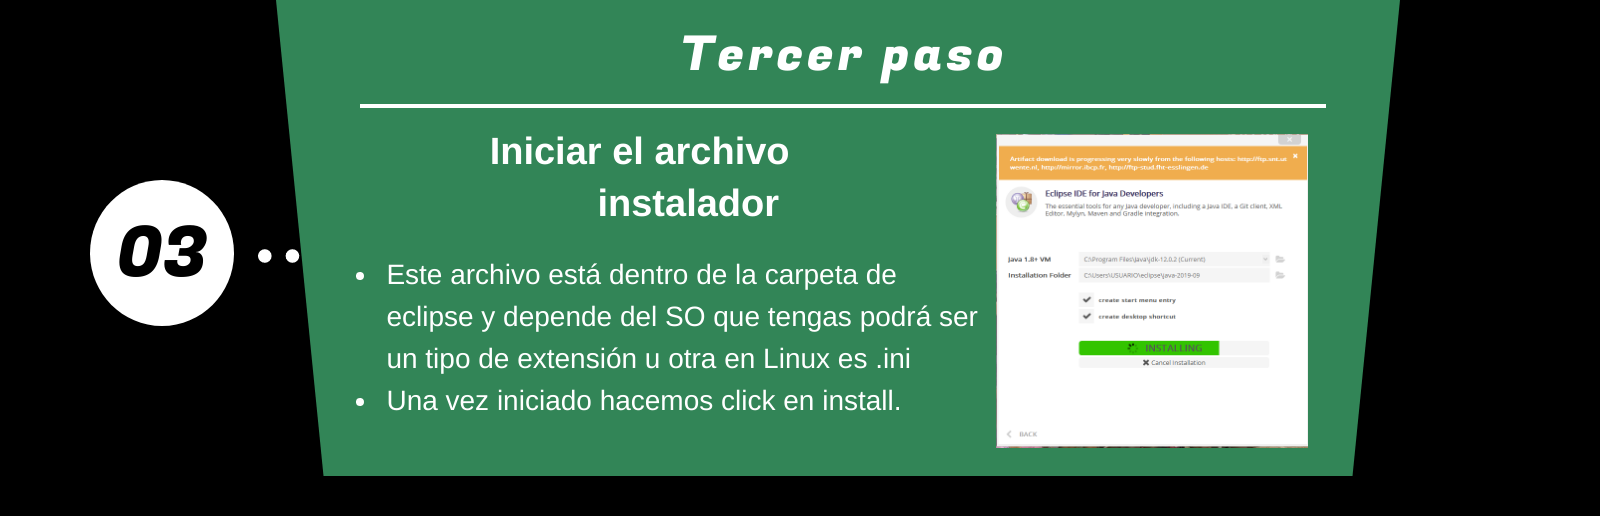 Tercer paso
03
Iniciar el archivo
instalador
• Este archivo está dentro de la carpeta de
eclipse y depende del SO que tengas podrá ser
un tipo de extensión u otra en Linux es .ini
• Una vez iniciado hacemos click en install.
Artifact download is progressing very slowly from the following hosts: http://ftp.snt.ut
wente.nl, http://mirror.ibcp.fr, http://ftp-stud.fht-esslingen.de
Eclipse IDE for Java Developers
The essential tools for any Java developer, including a Java IDE, a Git client, XML
Editor, Mylyn, Maven and Gradle integration.
Java 1.8+ VM C:\Program Files\Java\jdk-12.0.2 (Current)
Installation Folder C:\Users\USUARIO\eclipse\java-2019-09
create start menu entry
create desktop shortcut
INSTALLING
Cancel Installation
BACK